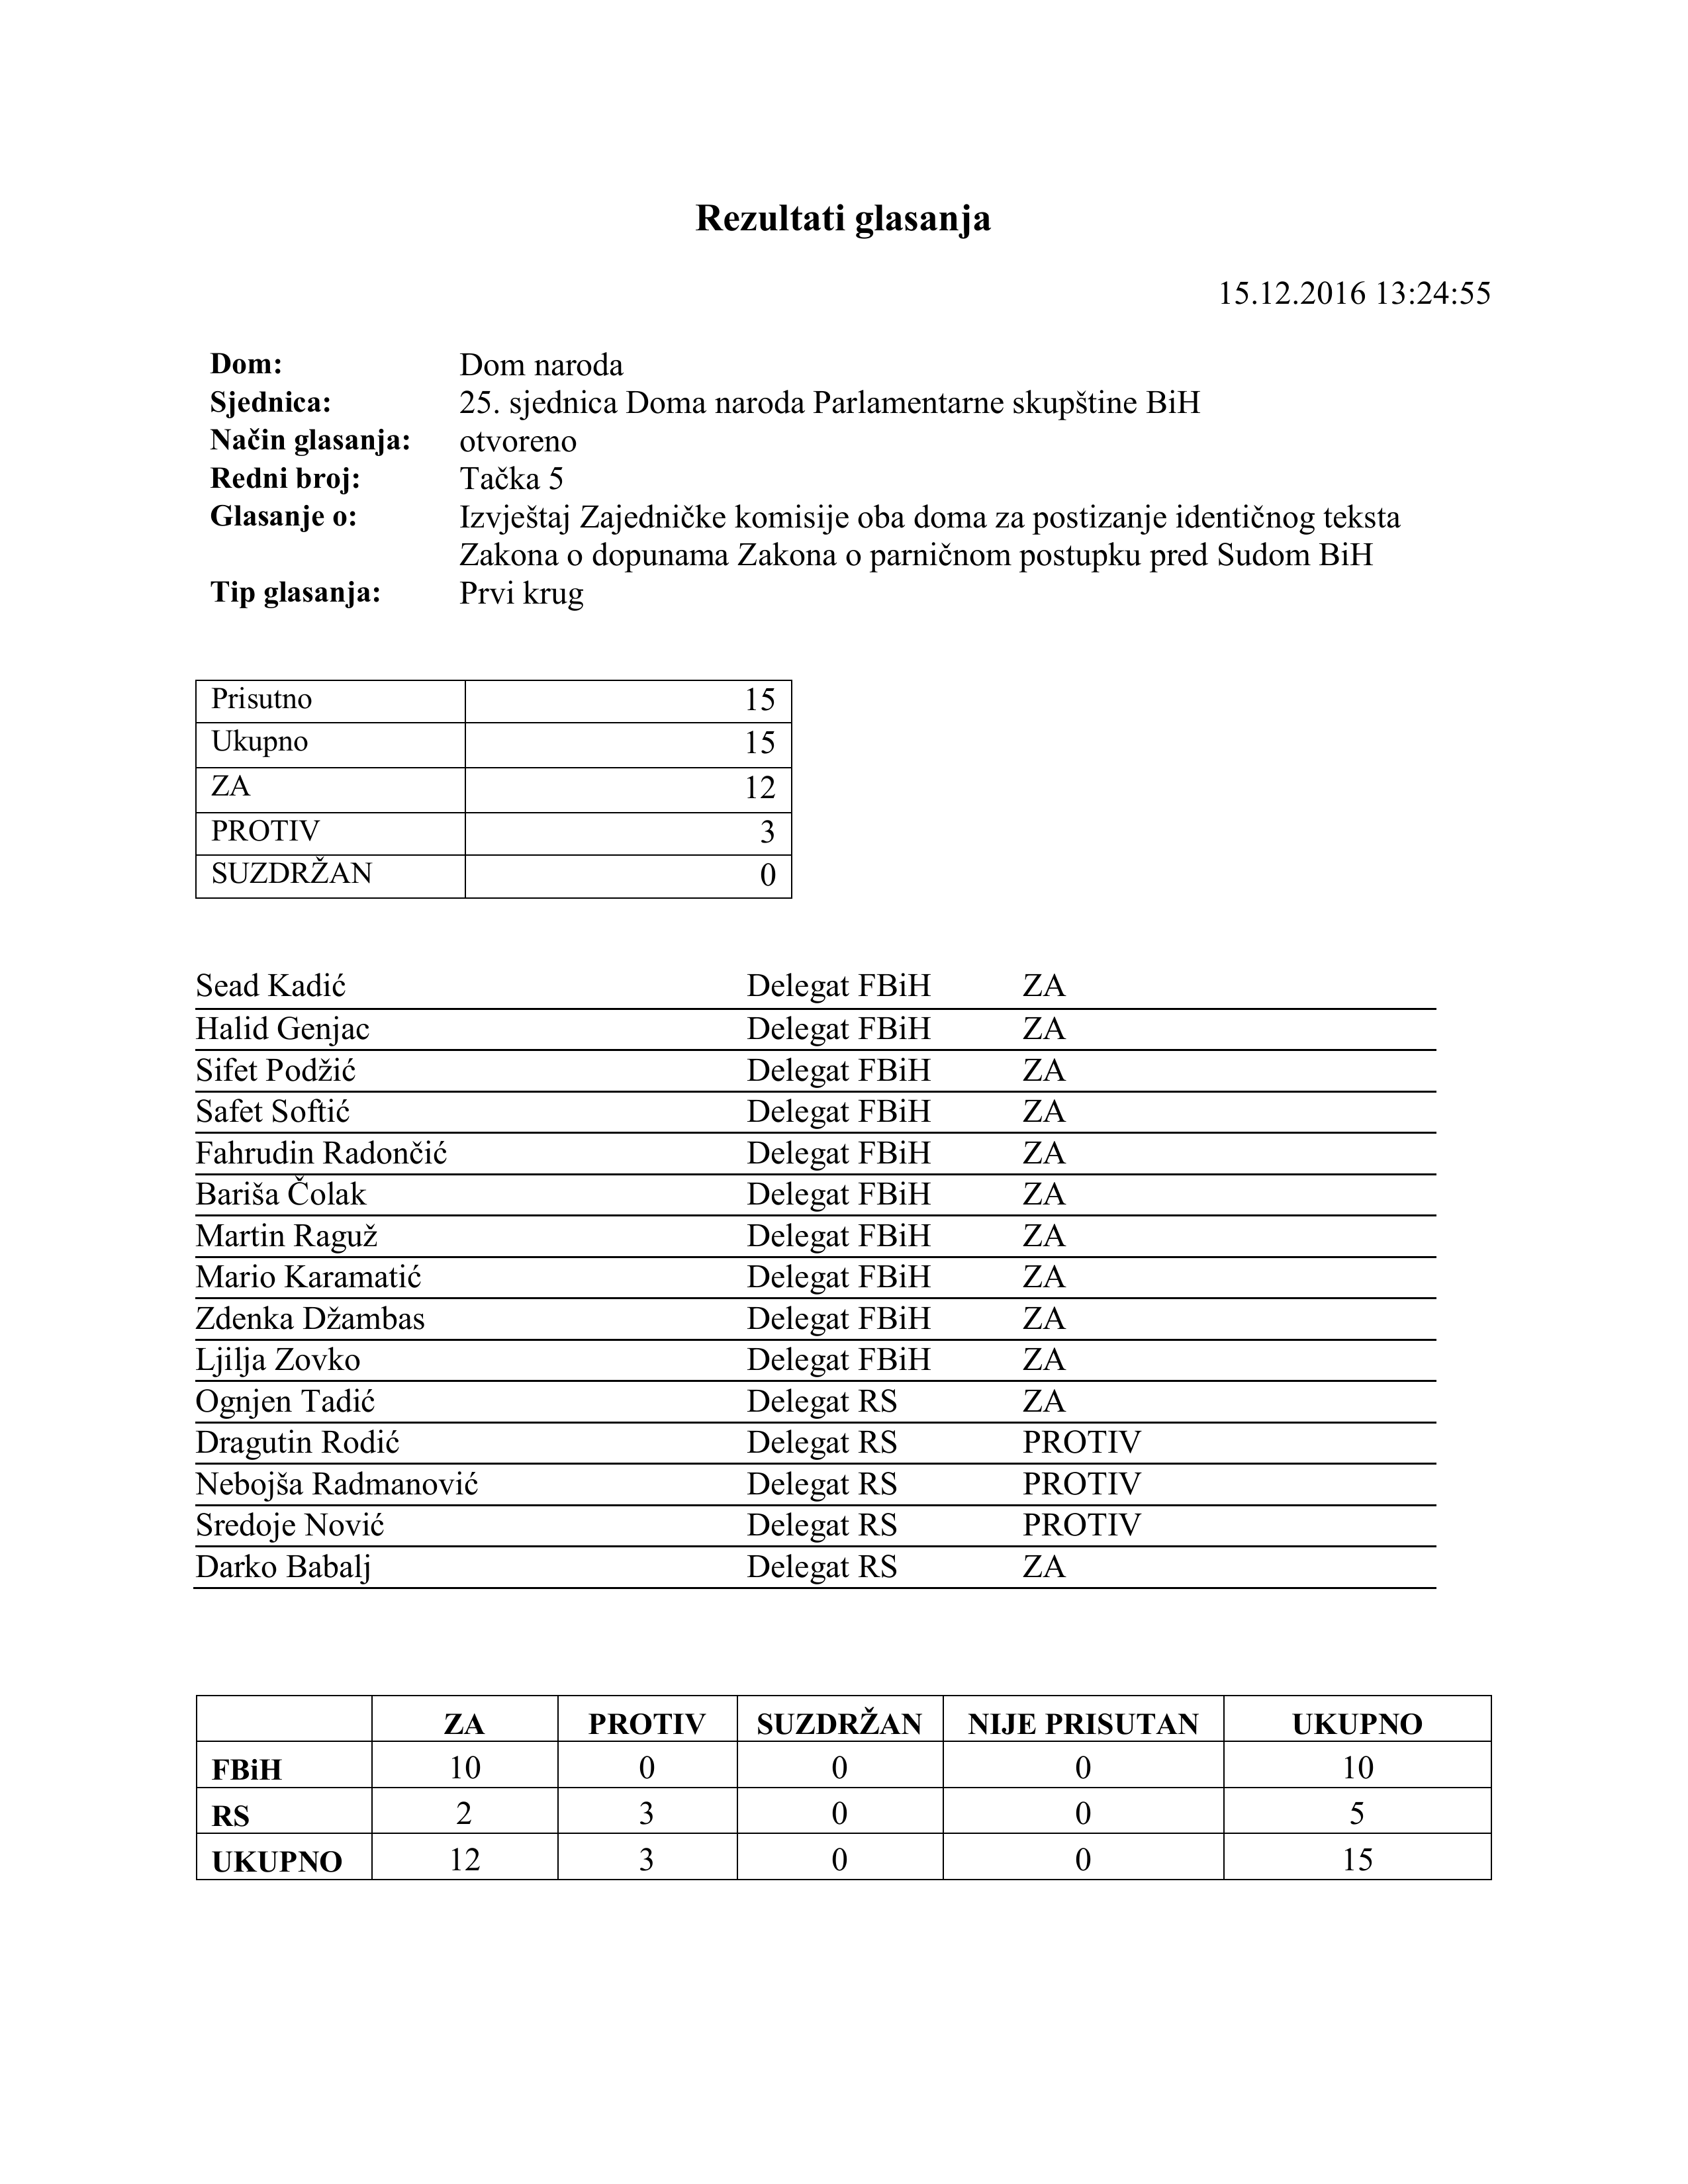 Rezultati glasanja
15.12.2016 13:24:55
Dom: Dom naroda
Sjednica: 25. sjednica Doma naroda Parlamentarne skupštine BiH
Način glasanja: otvoreno
Redni broj: Tačka 5
Glasanje o: Izvještaj Zajedničke komisije oba doma za postizanje identičnog teksta
Zakona o dopunama Zakona o parničnom postupku pred Sudom BiH
Tip glasanja: Prvi krug
Prisutno 15
Ukupno 15
ZA 12
PROTIV 3
SUZDRŽAN 0
Sead Kadić Delegat FBiH ZA
Halid Genjac Delegat FBiH ZA
Sifet Podžić Delegat FBiH ZA
Safet Softić Delegat FBiH ZA
Fahrudin Radončić Delegat FBiH ZA
Bariša Čolak Delegat FBiH ZA
Martin Raguž Delegat FBiH ZA
Mario Karamatić Delegat FBiH ZA
Zdenka Džambas Delegat FBiH ZA
Ljilja Zovko Delegat FBiH ZA
Ognjen Tadić Delegat RS ZA
Dragutin Rodić Delegat RS PROTIV
Nebojša Radmanović Delegat RS PROTIV
Sredoje Nović Delegat RS PROTIV
Darko Babalj Delegat RS ZA
ZA PROTIV SUZDRŽAN NIJE PRISUTAN UKUPNO
FBiH 10 0 0 0 10
RS 2 3 0 0 5
UKUPNO 12 3 0 0 15